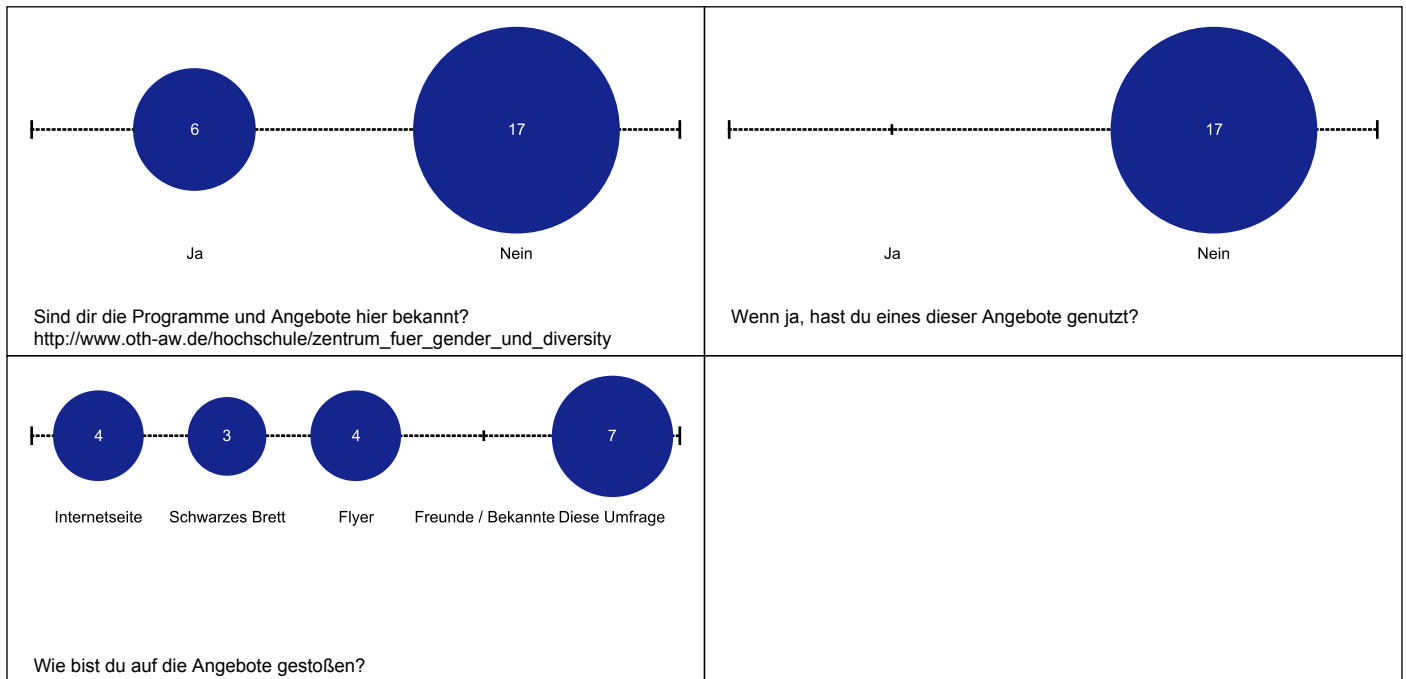 6
17
Ja
Nein
Sind dir die Programme und Angebote hier bekannt?
http://www.oth-aw.de/hochschule/zentrum_fuer_gender_und_diversity
17
Ja
Nein
Wenn ja, hast du eines dieser Angebote genutzt?
4
3
4
7
Internetseite
Schwarzes Brett
Flyer
Freunde / Bekannte
Diese Umfrage
Wie bist du auf die Angebote gestoßen?